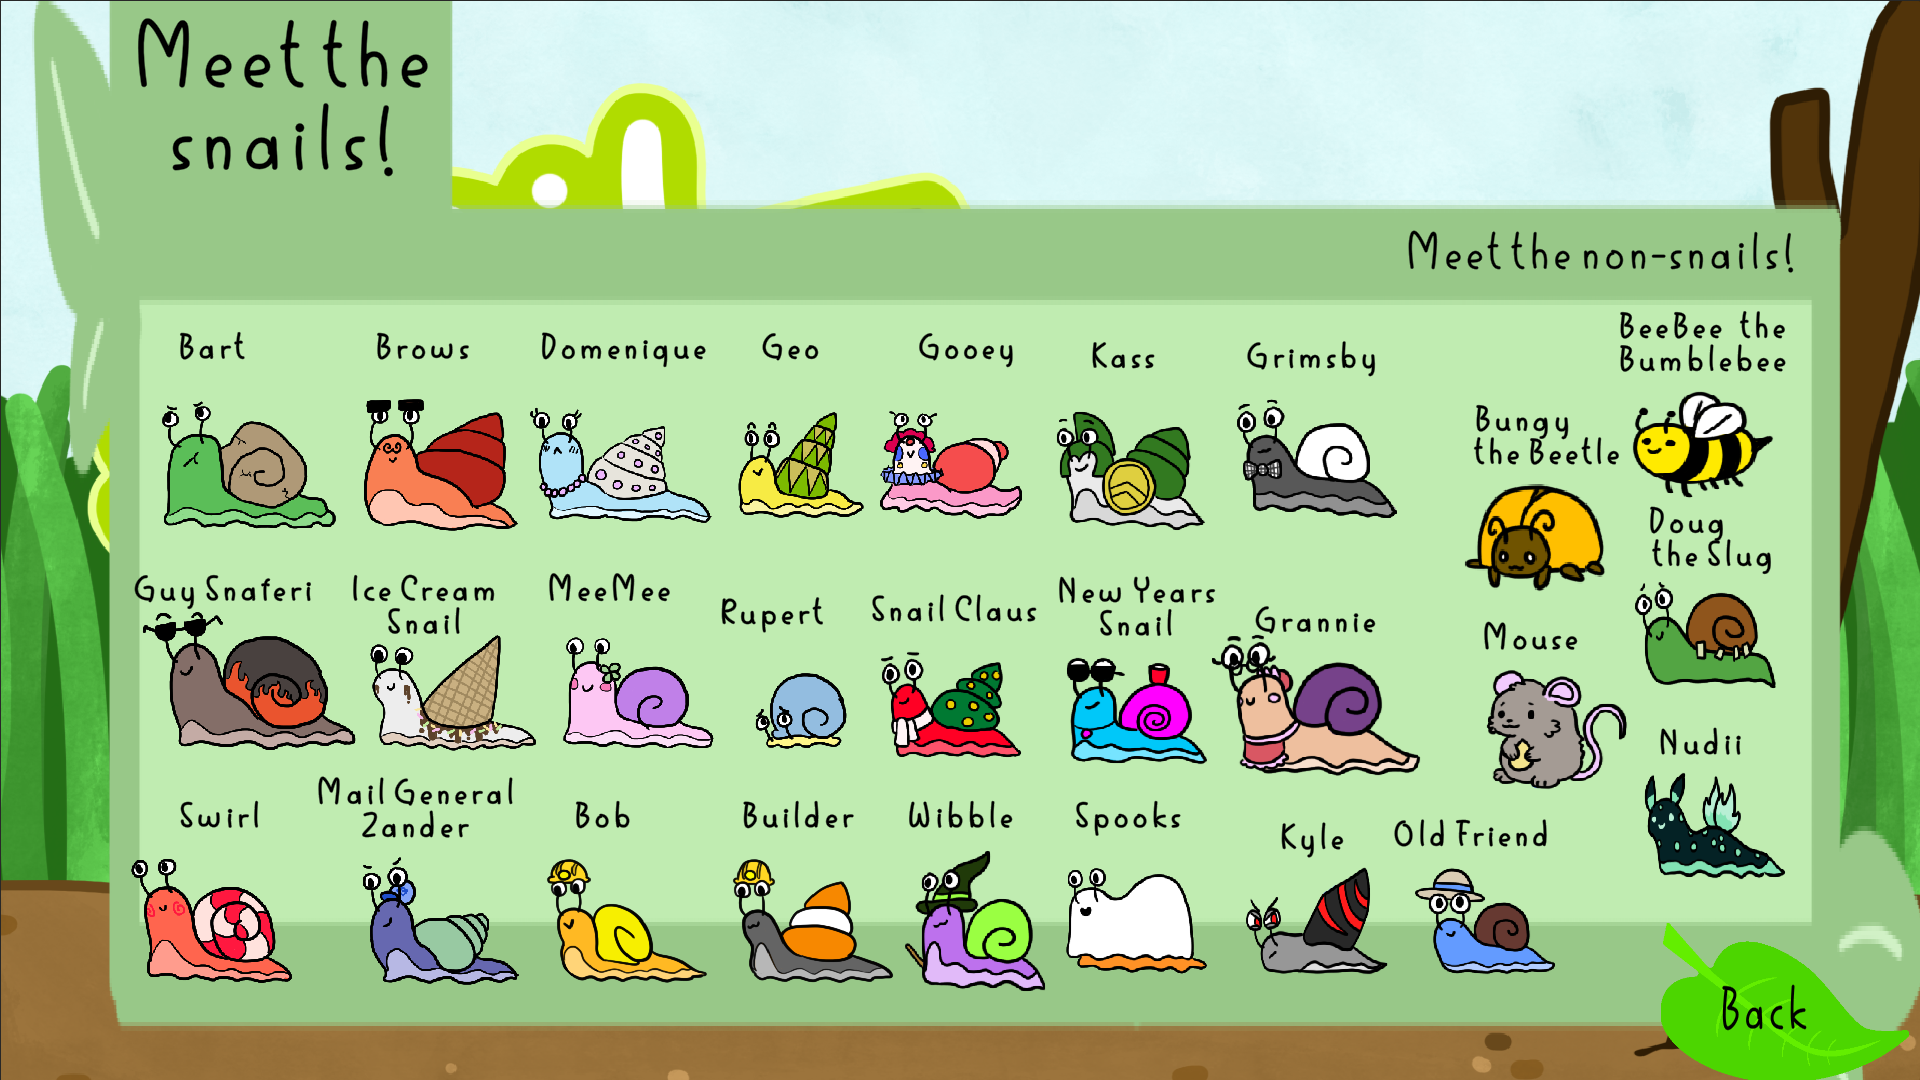 Meet the
snails!
Meet the non-snails!
Bart
Brows
Domenique
Geo
Gooey
Kass
Grimsby
BeeBee the
Bumblebee
Bungy
the Beetle
Doug
the Slug
Guy Snaferi
Ice Cream
Snail
MeeMee
Rupert
Snail Claus
New Years
Snail
Grannie
Mouse
Nudii
Swirl
Mail General
Zander
Bob
Builder
Wibble
Spooks
Kyle
Old Friend
Back